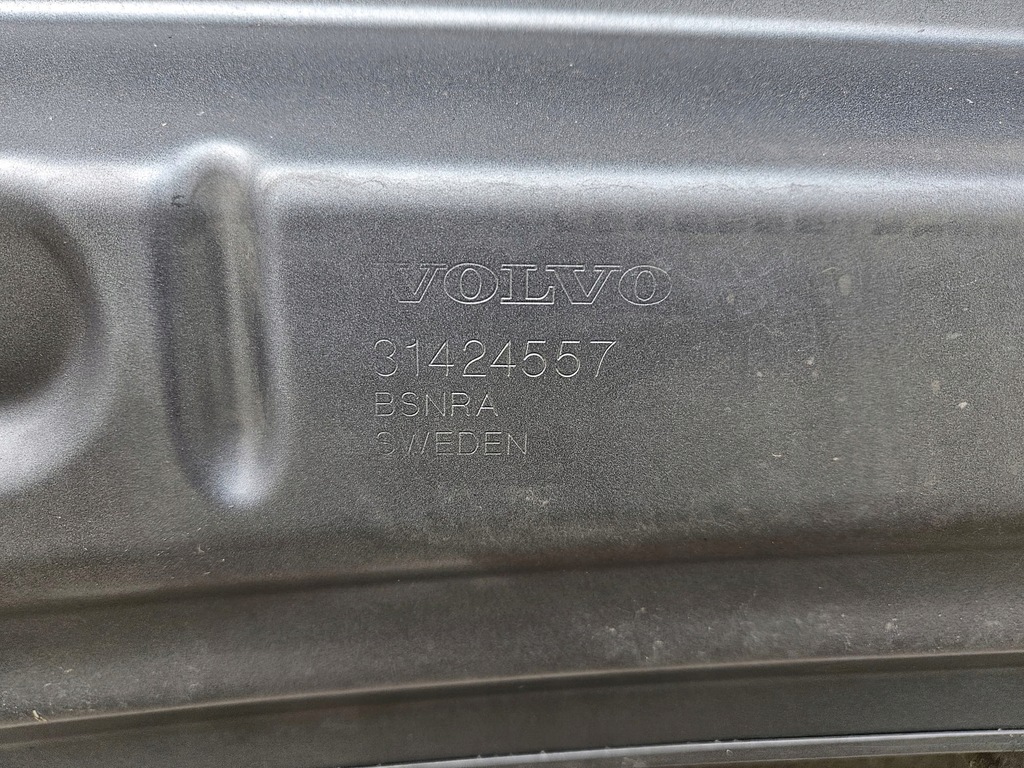 VOLVO
31424557
BSNRA
SWEDEN